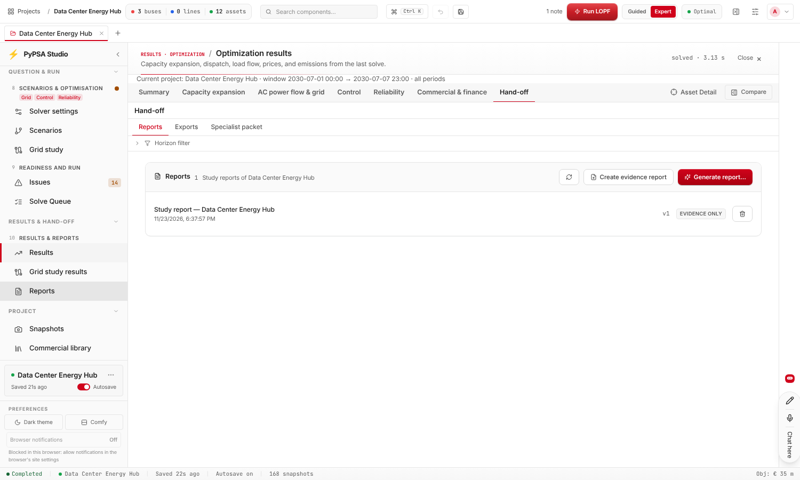 Projects / Data Center Energy Hub
3 buses 0 lines 12 assets
Search components...
Ctrl K
1 note
Run LOPF
Guided Expert
Optimal
A
Data Center Energy Hub
PyPSA Studio
QUESTION & RUN
9 SCENARIOS & OPTIMISATION
Grid Control Reliability
Solver settings
Scenarios
Grid study
9 READINESS AND RUN
Issues 14
Solve Queue
RESULTS & HAND-OFF
10 RESULTS & REPORTS
Results
Grid study results
Reports
PROJECT
Snapshots
Commercial library
Data Center Energy Hub
Saved 21s ago Autosave
PREFERENCES
Dark theme Comfy
Browser notifications Off
Blocked in this browser: allow notifications in the
browser's site settings
RESULTS · OPTIMIZATION / Optimization results
Capacity expansion, dispatch, load flow, prices, and emissions from the last solve.
solved · 3.13 s
Close
Current project: Data Center Energy Hub · window 2030-07-01 00:00 → 2030-07-07 23:00 · all periods
Summary Capacity expansion AC power flow & grid Control Reliability Commercial & finance Hand-off
Asset Detail Compare
Hand-off
Reports Exports Specialist packet
Horizon filter
Reports 1 Study reports of Data Center Energy Hub
Create evidence report
Generate report...
Study report — Data Center Energy Hub
11/23/2026, 6:37:57 PM
v1 EVIDENCE ONLY
Chat here
Completed Data Center Energy Hub Saved 22s ago Autosave on 168 snapshots
Obj: € 35 m